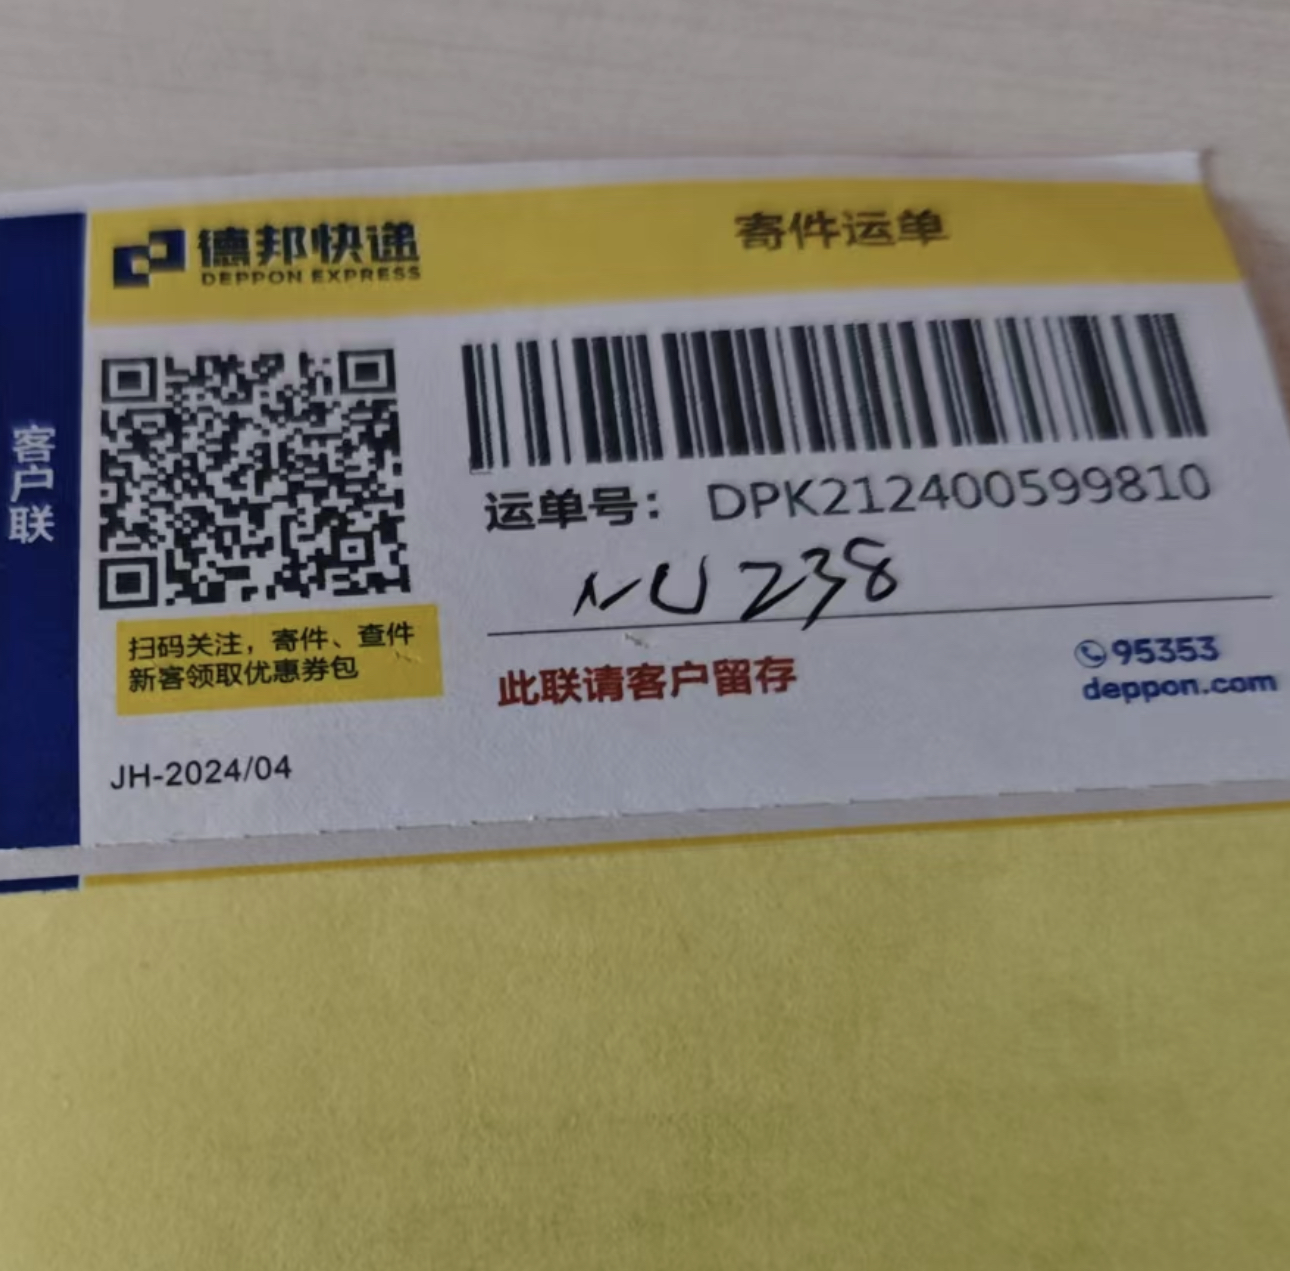 德邦快递
DEPPON EXPRESS
寄件运单
客户联
运单号: DPK212400599810
NU 238
扫码关注，寄件、查件
新客领取优惠券包
此联请客户留存
95353
deppon.com
JH-2024/04